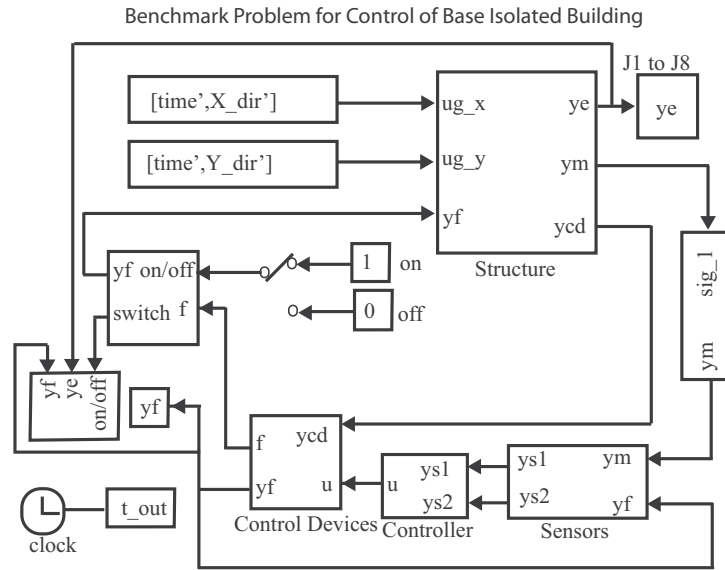 Benchmark Problem for Control of Base Isolated Building
J1 to J8
[time',X_dir']
ug_x
ye
ye
[time',Y_dir']
ug_y
ym
yf
ycd
Structure
sig_1
ym
yf on/off
1
on
switch f
0
off
yf
ye
on/off
yf
f
ycd
yf
u
Control Devices
u
ys1
ys2
Controller
ys1
ym
ys2
yf
Sensors
t_out
clock